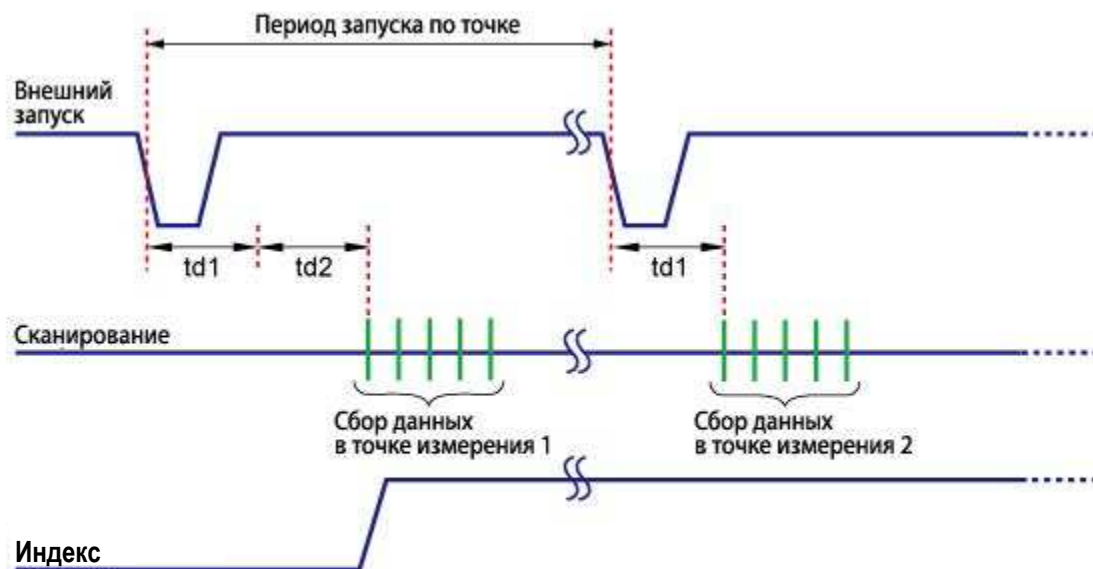 Период запуска по точке
Внешний
запуск
td1
td2
td1
Сканирование
Сбор данных
в точке измерения 1
Сбор данных
в точке измерения 2
Индекс